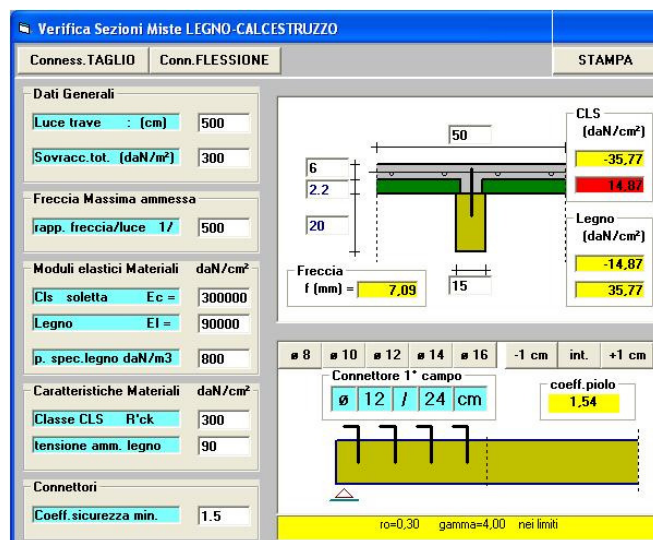 Verifica Sezioni Miste LEGNO-CALCESTRUZZO
Conness.TAGLIO Conn.FLESSIONE STAMPA
Dati Generali
Luce trave : (cm) 500
Sovracc.tot. (daN/m²) 300
Freccia Massima ammessa
rapp. freccia/luce 1/ 500
Moduli elastici Materiali daN/cm²
Cls soletta Ec = 300000
Legno El = 90000
p. spec.legno daN/m3 800
Caratteristiche Materiali daN/cm²
Classe CLS R'ck 300
tensione amm. legno 90
Connettori
Coeff.sicurezza min. 1.5
50
6
2.2
20
15
Freccia
f (mm) = 7,09
CLS
(daN/cm²)
-35,77
14,87
Legno
(daN/cm²)
-14,87
35,77
ø 8 ø 10 ø 12 ø 14 ø 16 -1 cm int. +1 cm
Connettore 1° campo
ø 12 / 24 cm
coeff.piolo
1,54
ro=0,30 gamma=4,00 nei limiti